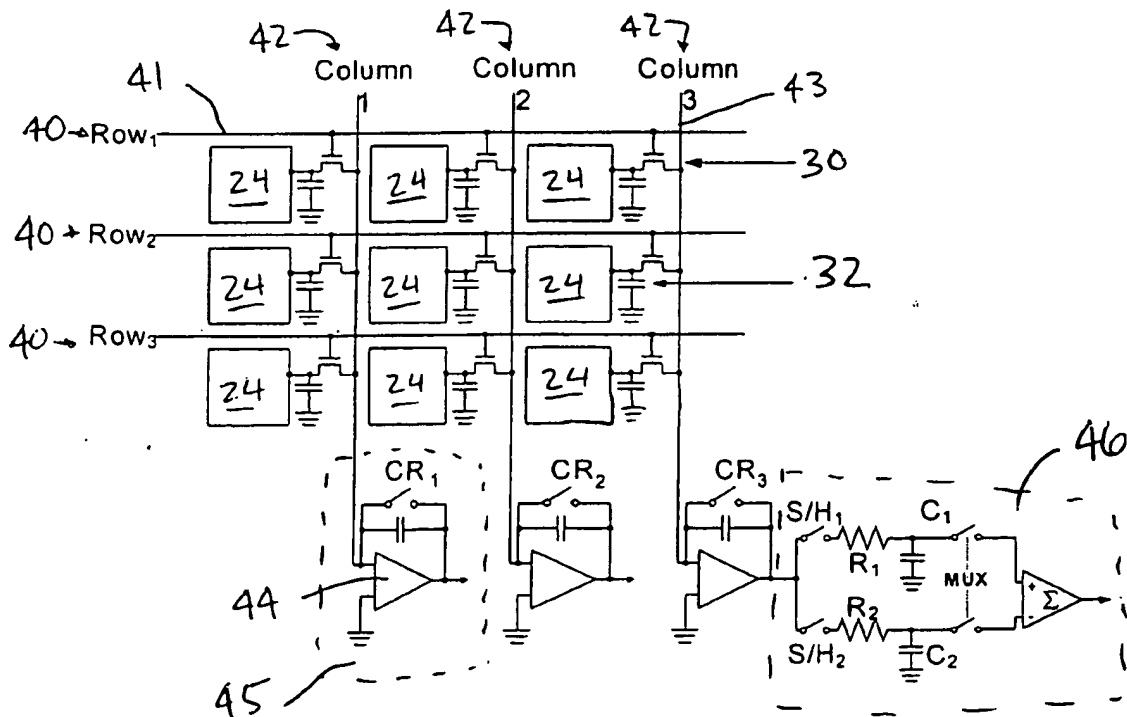 42 42 42
Column Column Column
41 1 2 3 43
40 Row1
24 24 24 30
40 Row2
24 24 24 32
40 Row3
24 24 24
46
CR1 CR2 CR3
S/H1 C1
R1
MUX
44 + Σ -
R2
S/H2 C2
45